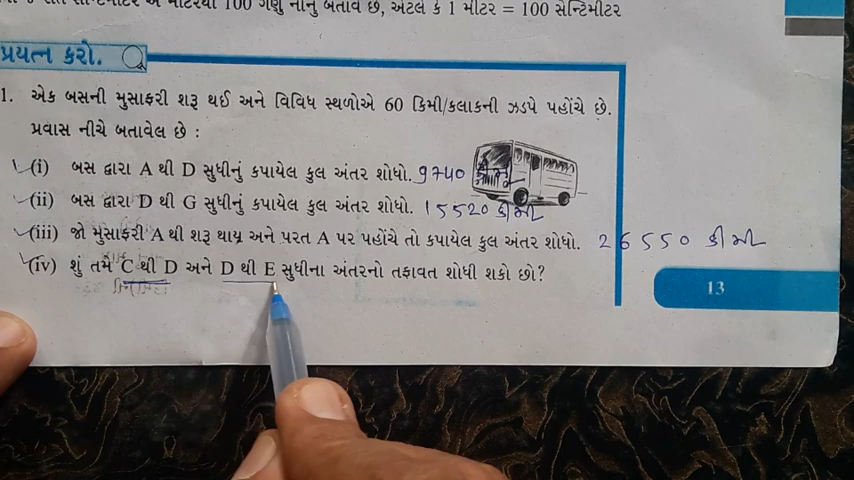 સેન્ટિમીટર એ મીટરથી 100 ગણું નાનું બતાવે છે, એટલે કે 1 મીટર = 100 સેન્ટિમીટર
પ્રયત્ન કરો.
1. એક બસની મુસાફરી શરૂ થઈ અને વિવિધ સ્થળોએ 60 કિમી/કલાકની ઝડપે પહોંચે છે.
પ્રવાસ નીચે બતાવેલ છે :
(i) બસ દ્વારા A થી D સુધીનું કપાયેલ કુલ અંતર શોધો. 9740 કીમી
(ii) બસ દ્વારા D થી G સુધીનું કપાયેલ કુલ અંતર શોધો. 15520 કીમી
(iii) જો મુસાફરી A થી શરૂ થાય અને પરત A પર પહોંચે તો કપાયેલ કુલ અંતર શોધો. 26550 કીમી
(iv) શું તમે C થી D અને D થી E સુધીના અંતરનો તફાવત શોધી શકો છો?
13